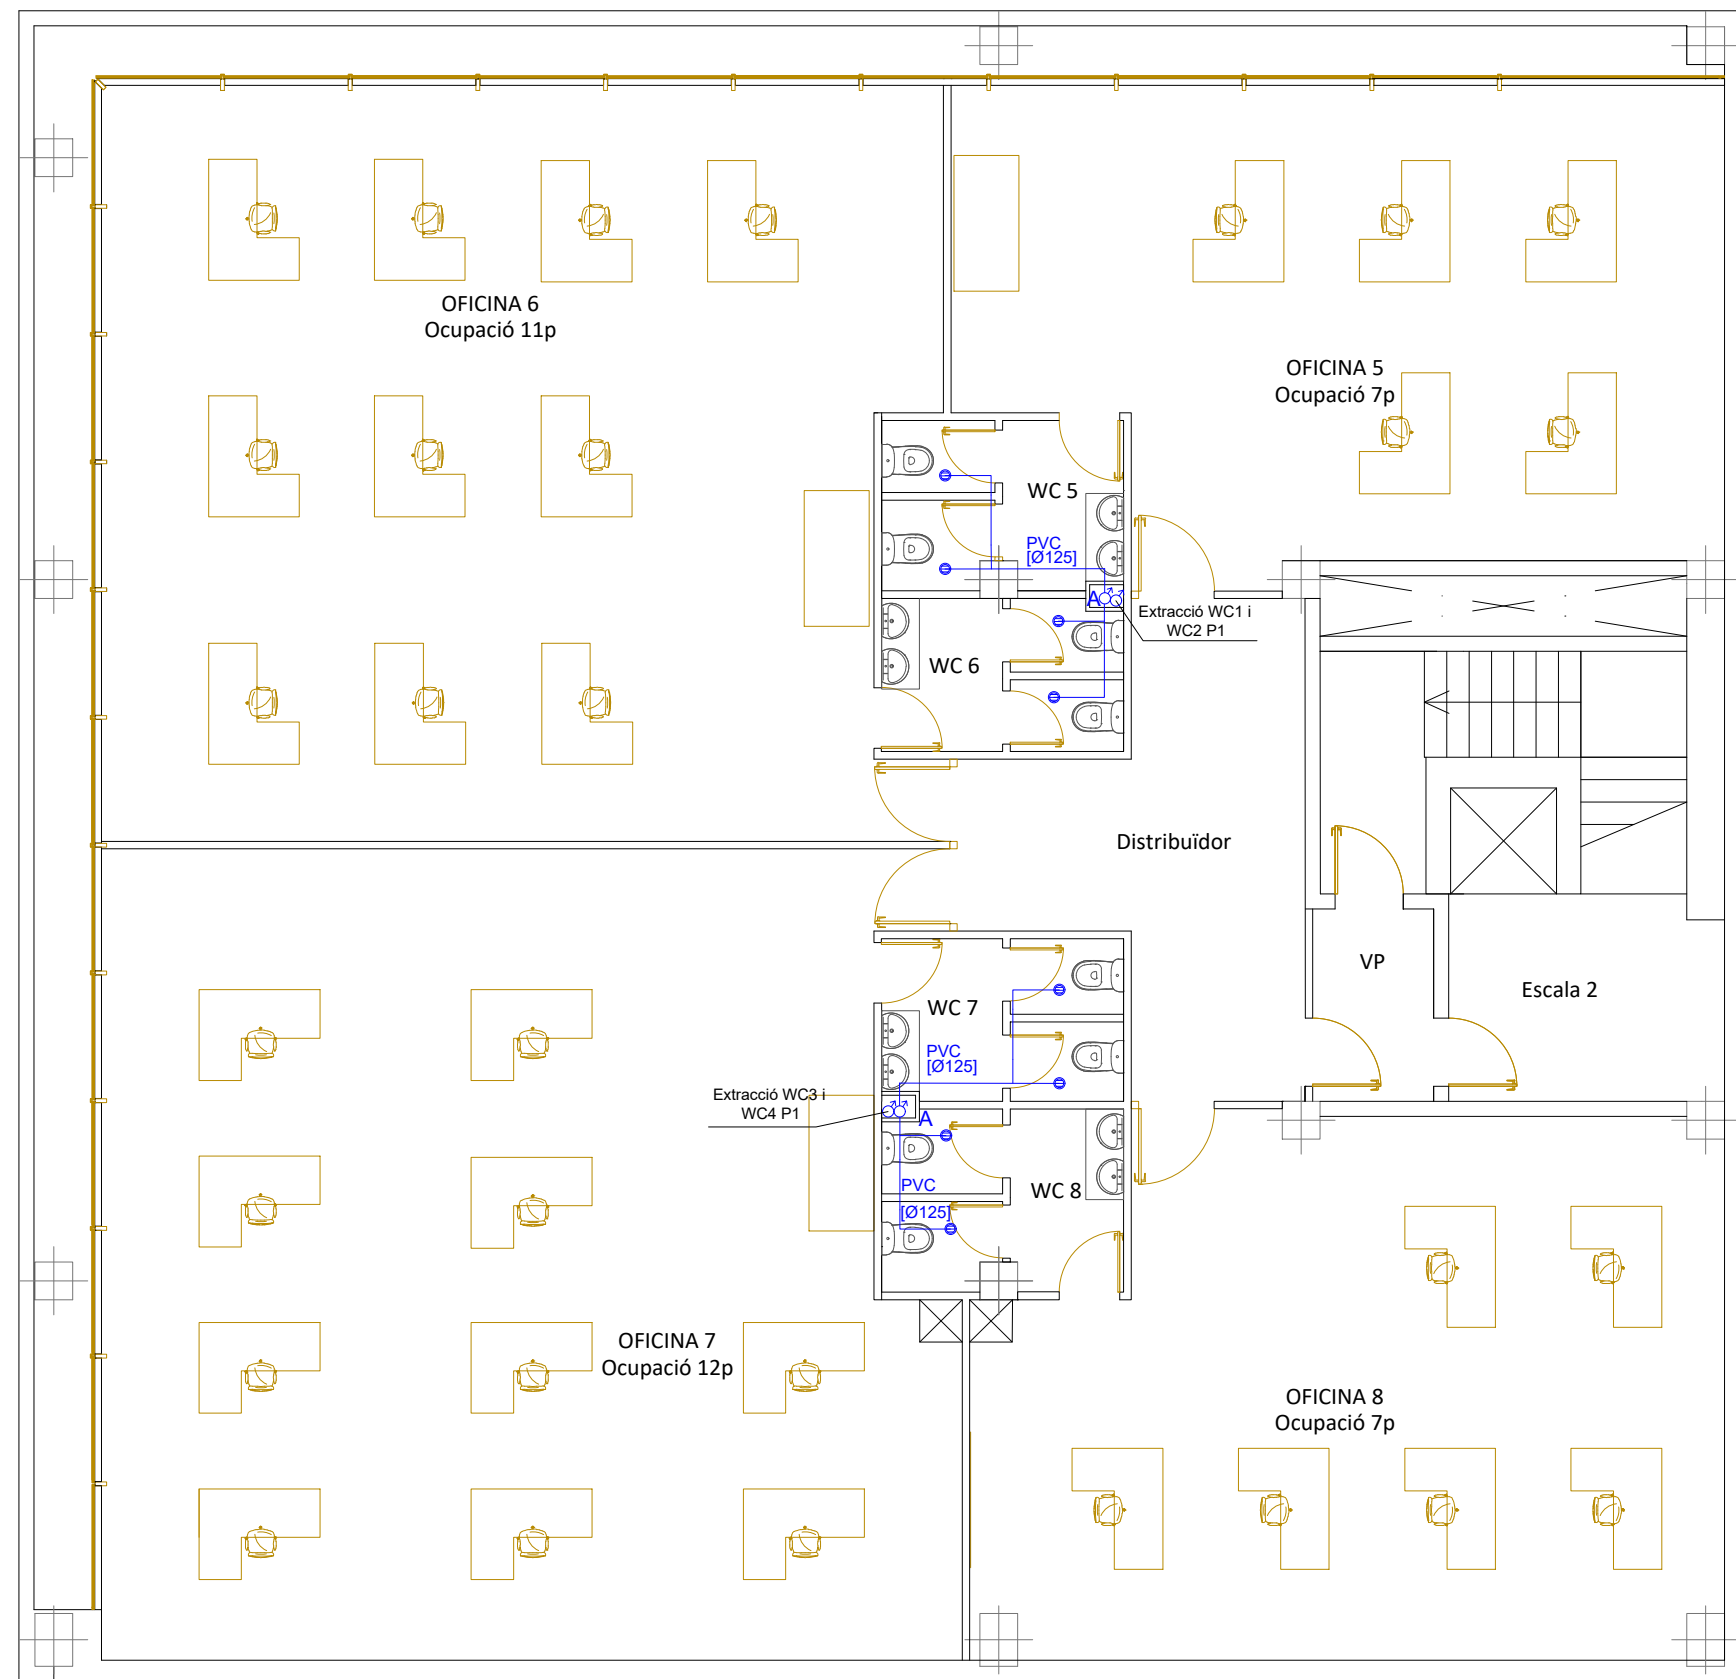 OFICINA 6
Ocupació 11p
OFICINA 5
Ocupació 7p
WC 5
PVC
[Ø125]
A
Extracció WC1 i
WC2 P1
WC 6
Distribuïdor
VP
Escala 2
WC 7
PVC
[Ø125]
Extracció WC3 i
WC4 P1
A
PVC
[Ø125]
WC 8
OFICINA 7
Ocupació 12p
OFICINA 8
Ocupació 7p